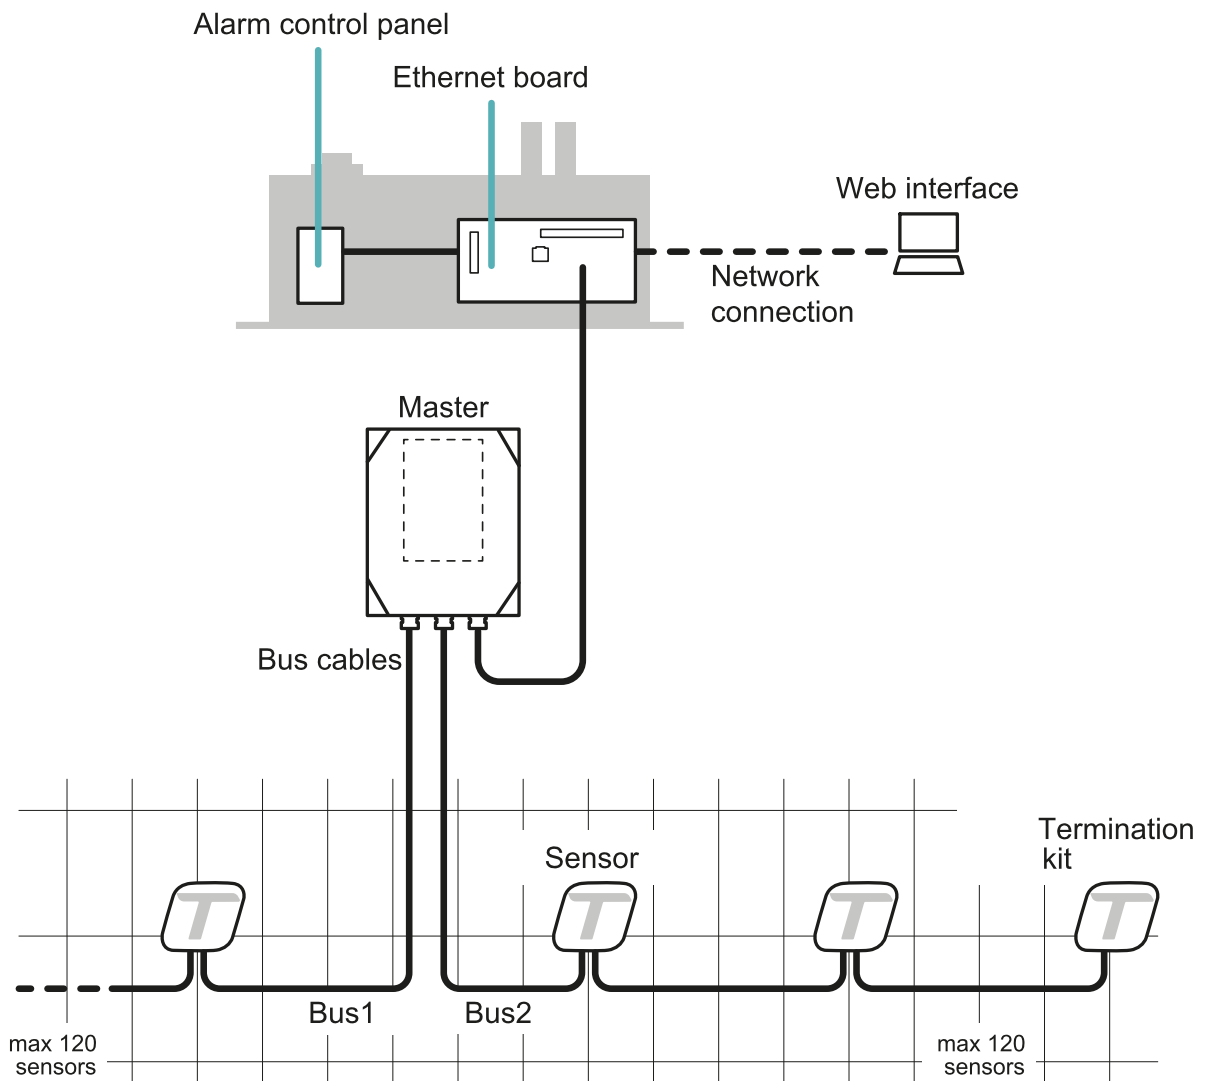 Alarm control panel
Ethernet board
Web interface
Network
connection
Master
Bus cables
Sensor
Termination
kit
Bus1
Bus2
max 120
sensors
max 120
sensors